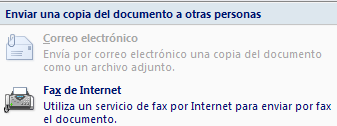 Enviar una copia del documento a otras personas
Correo electrónico
Envía por correo electrónico una copia del documento
como un archivo adjunto.
Fax de Internet
Utiliza un servicio de fax por Internet para enviar por fax
el documento.